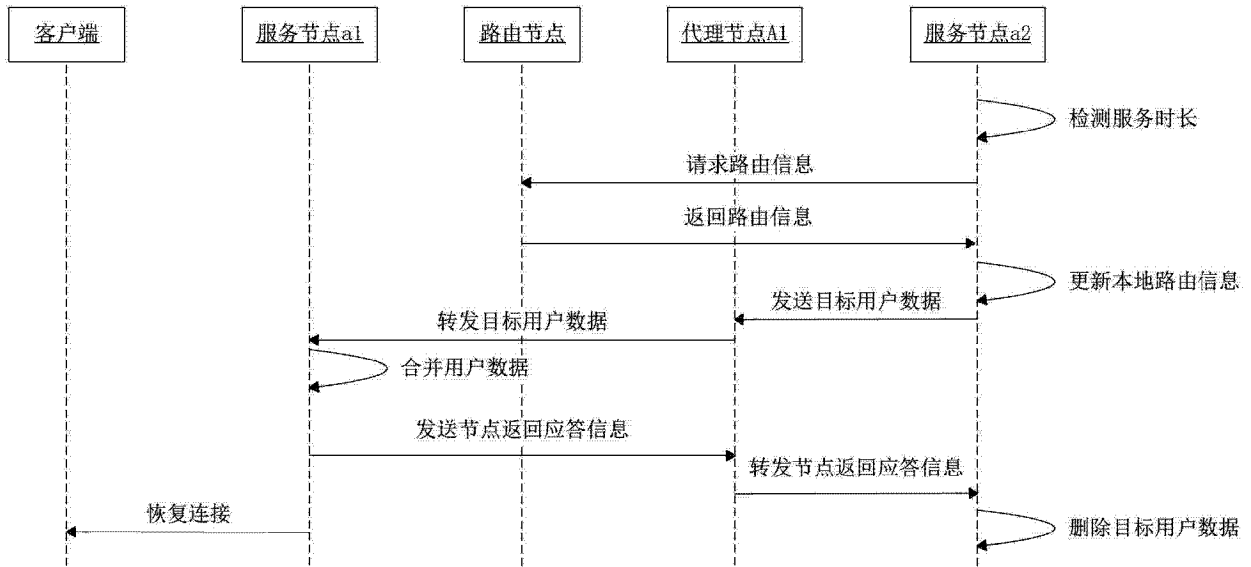 客户端
服务节点a1
路由节点
代理节点A1
服务节点a2
检测服务时长
请求路由信息
返回路由信息
更新本地路由信息
发送目标用户数据
转发目标用户数据
合并用户数据
发送节点返回应答信息
转发节点返回应答信息
恢复连接
删除目标用户数据